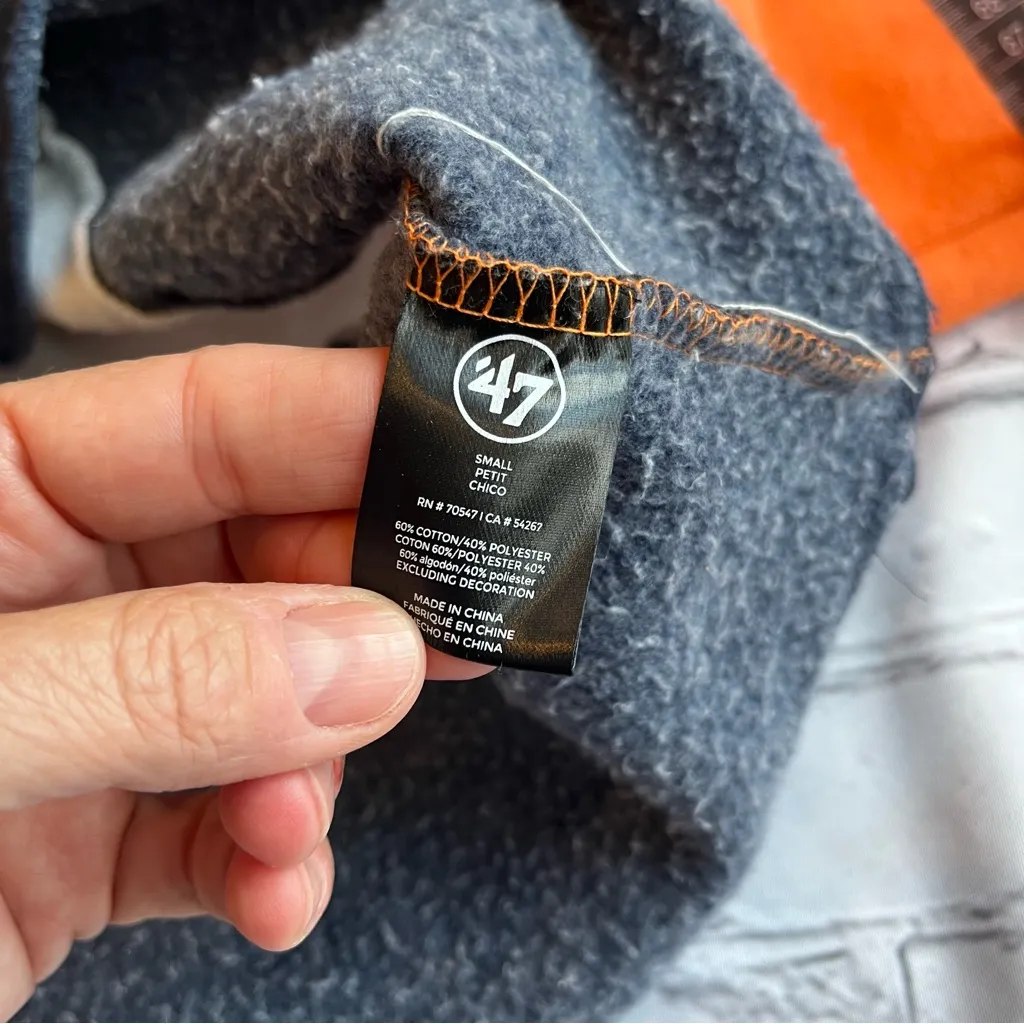 '47
SMALL
PETIT
CHICO
RN # 70547 | CA # 54267
60% COTTON/40% POLYESTER
COTON 60%/POLYESTER 40%
60% algodón/40% poliéster
EXCLUDING DECORATION
MADE IN CHINA
FABRIQUÉ EN CHINE
HECHO EN CHINA